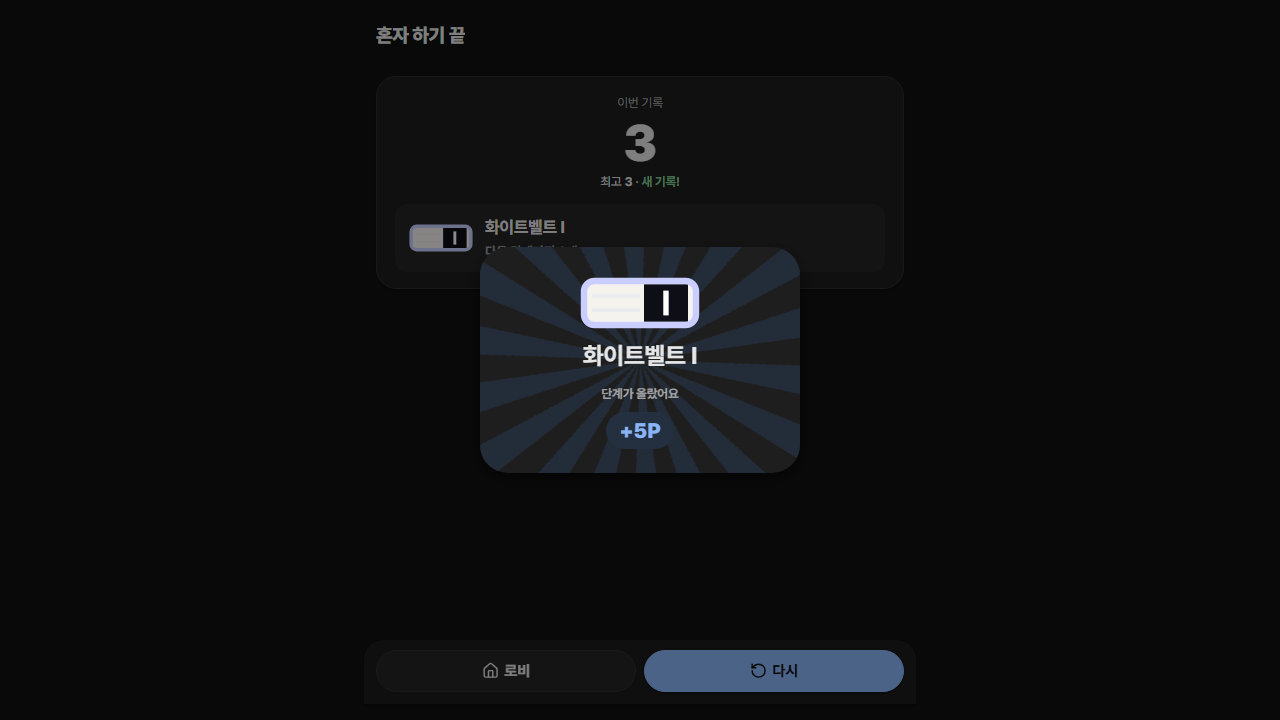 혼자 하기 끝
이번 기록
3
최고 3 · 새 기록!
I
화이트벨트 I
I
화이트벨트 I
단계가 올랐어요
+5P
로비
다시